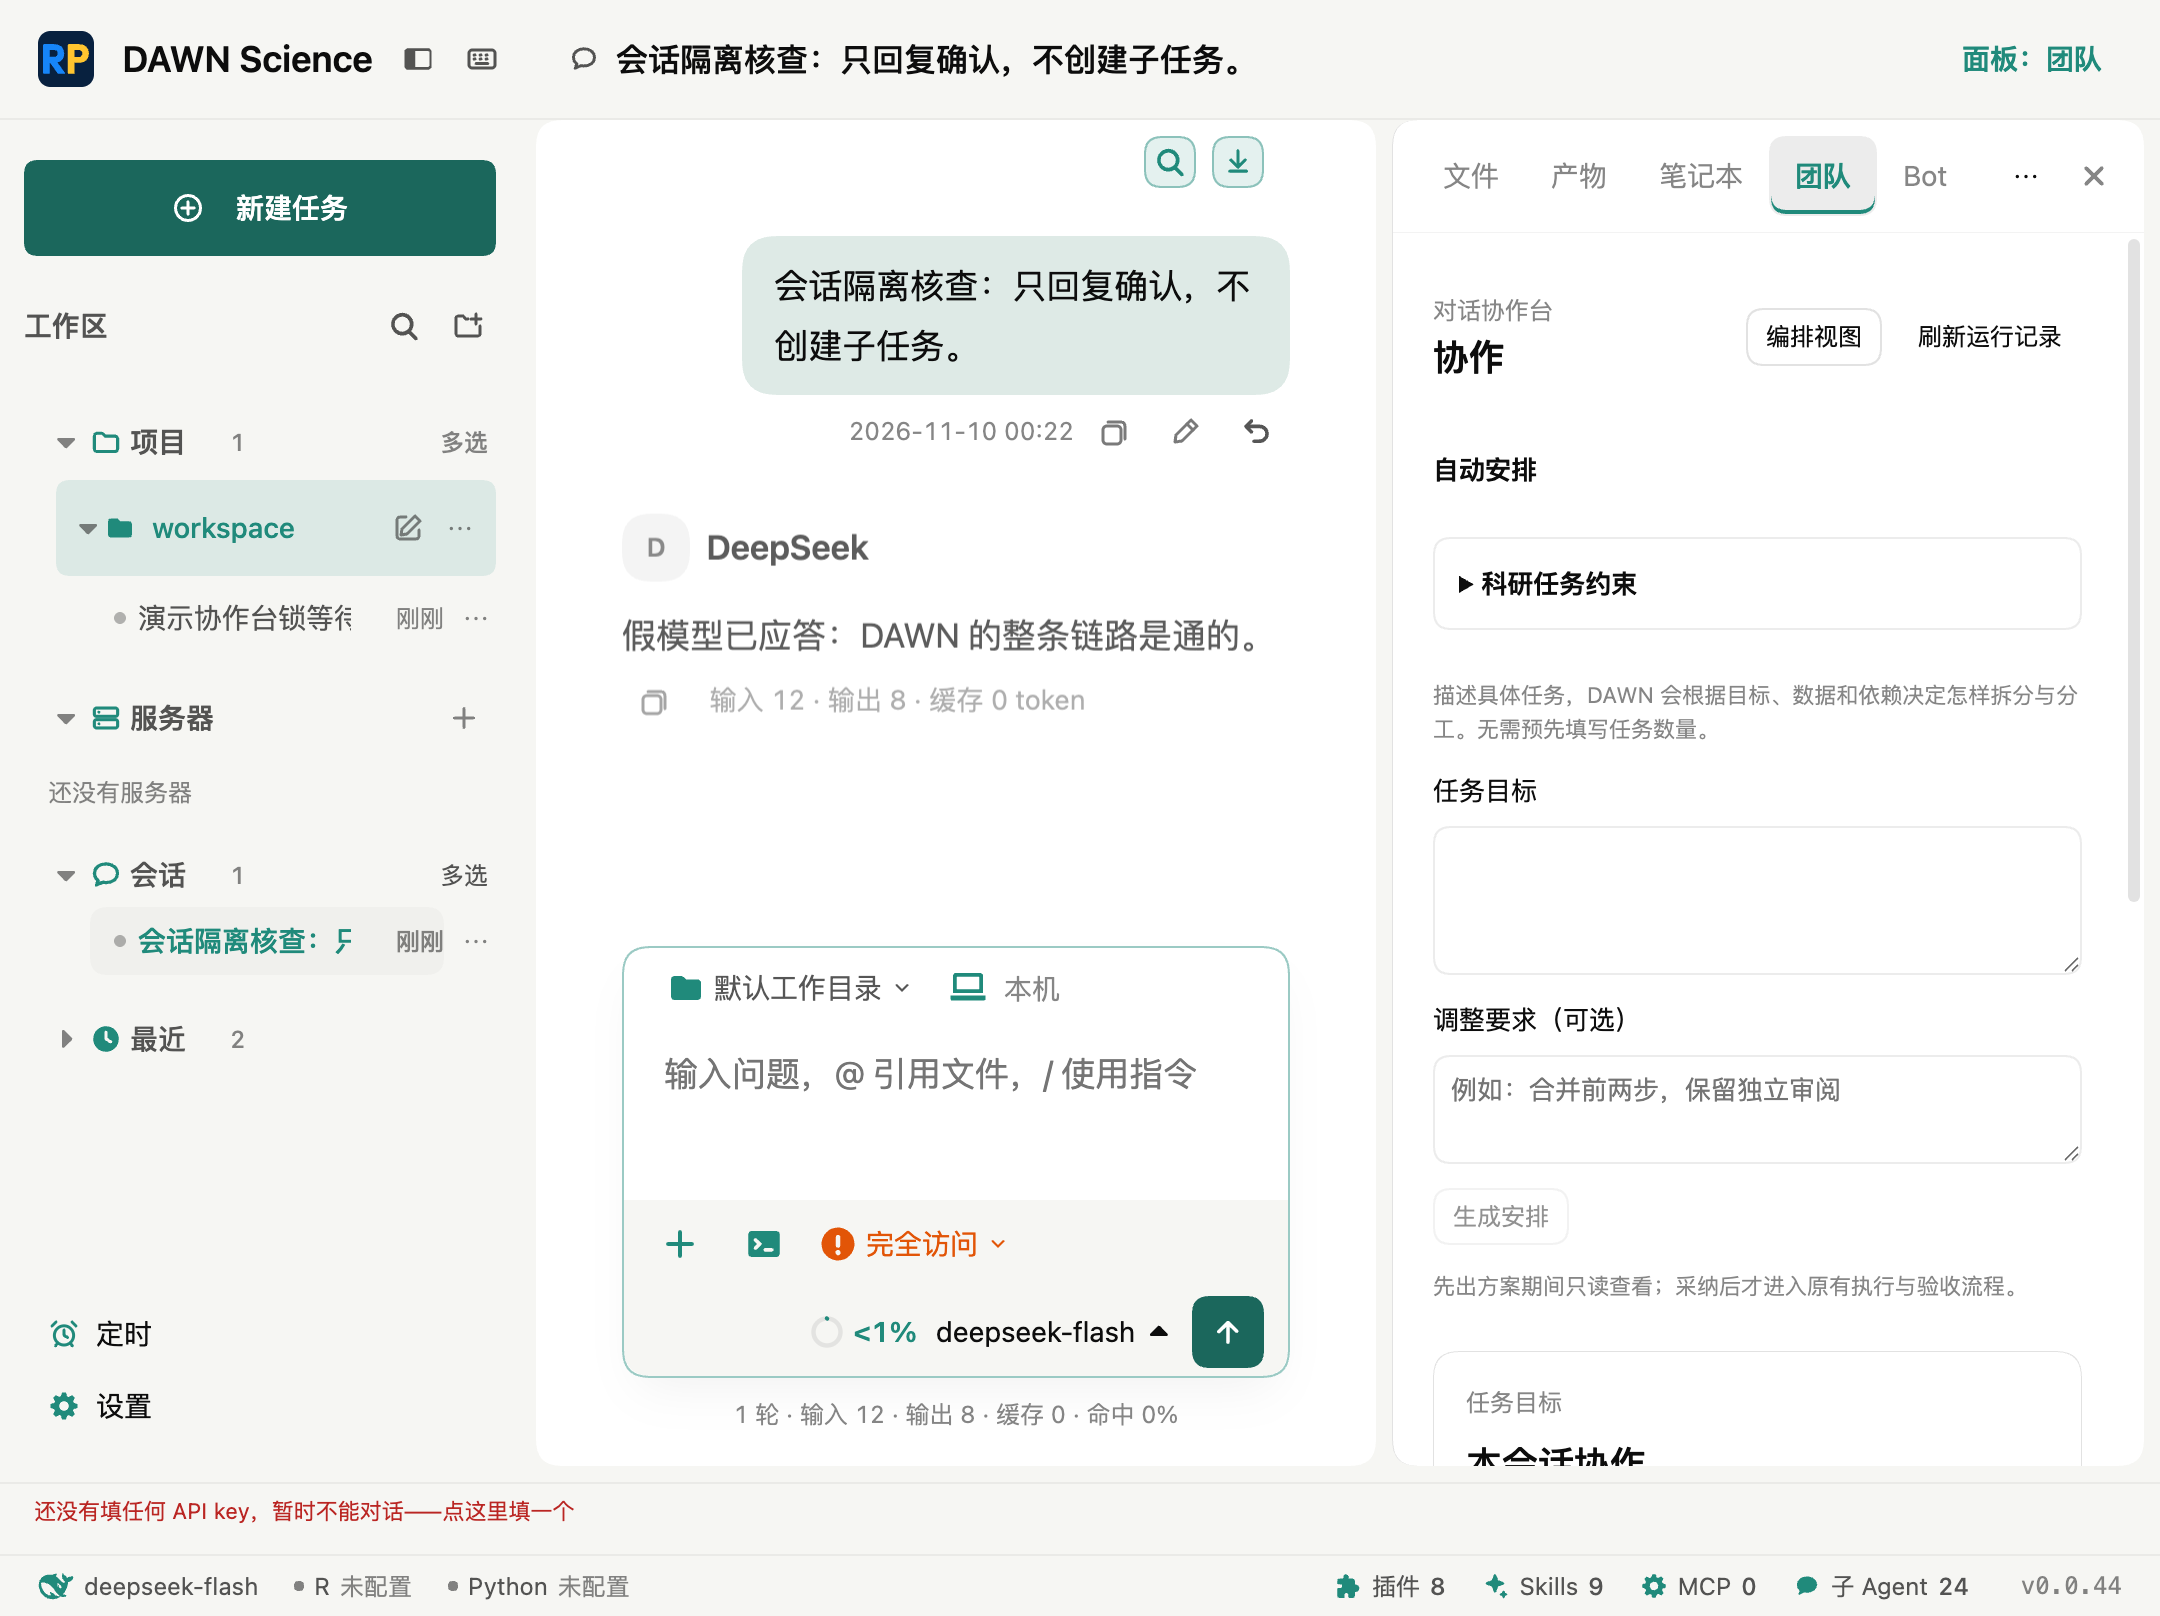 RP DAWN Science
会话隔离核查：只回复确认，不创建子任务。
面板：团队
新建任务
工作区
项目 1 多选
workspace
演示协作台锁等待 刚刚
服务器
还没有服务器
会话 1 多选
会话隔离核查： 刚刚
最近 2
定时
设置
会话隔离核查：只回复确认，不
创建子任务。
2026-11-10 00:22
D DeepSeek
假模型已应答：DAWN 的整条链路是通的。
输入 12 · 输出 8 · 缓存 0 token
默认工作目录 本机
输入问题，@ 引用文件，/ 使用指令
完全访问
<1% deepseek-flash
1 轮 · 输入 12 · 输出 8 · 缓存 0 · 命中 0%
文件 产物 笔记本 团队 Bot
对话协作台
协作
编排视图 刷新运行记录
自动安排
科研任务约束
描述具体任务，DAWN 会根据目标、数据和依赖决定怎样拆分与分
工。无需预先填写任务数量。
任务目标
调整要求（可选）
例如：合并前两步，保留独立审阅
生成安排
先出方案期间只读查看；采纳后才进入原有执行与验收流程。
任务目标
本会话协作
还没有填任何 API key，暂时不能对话——点这里填一个
deepseek-flash R 未配置 Python 未配置
插件 8 Skills 9 MCP 0 子 Agent 24 v0.0.44